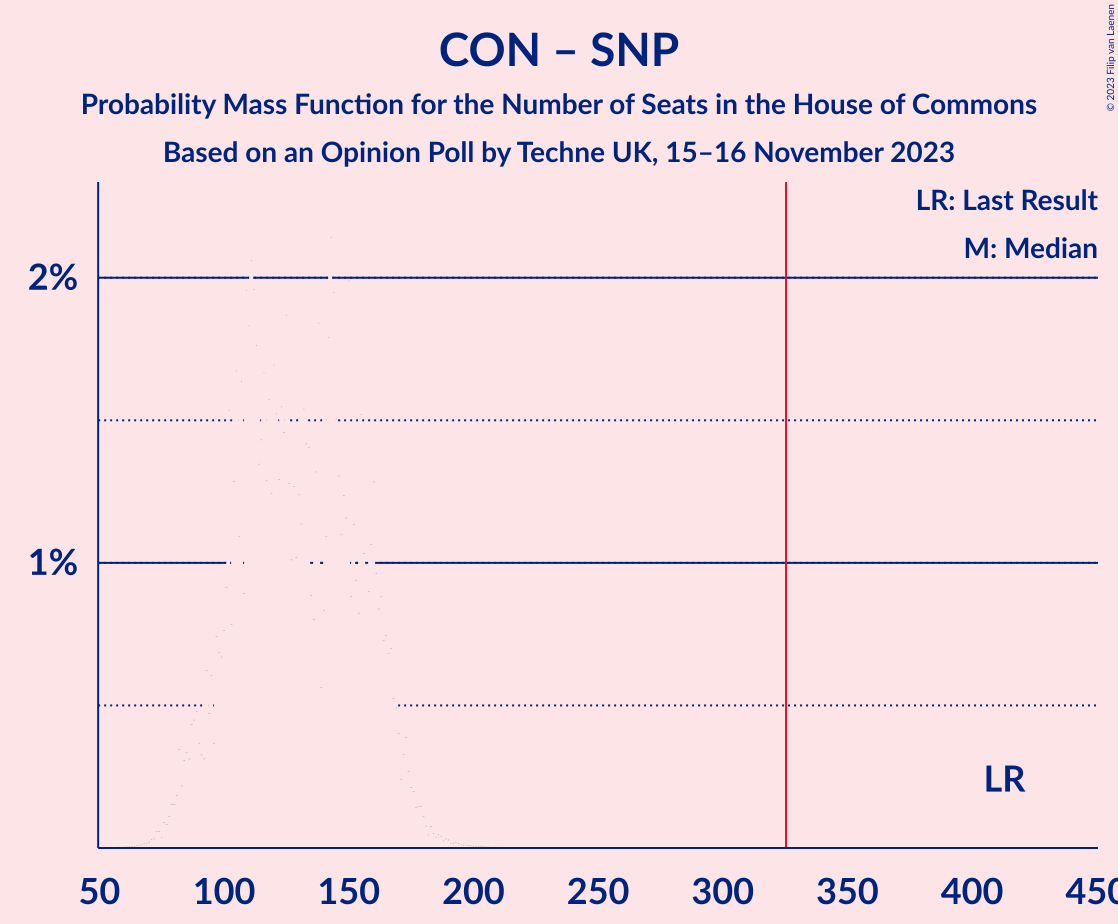 CON – SNP
Probability Mass Function for the Number of Seats in the House of Commons
Based on an Opinion Poll by Techne UK, 15–16 November 2023
© 2023 Filip van Laenen
LR: Last Result
M: Median
2%
1%
LR
50 100 150 200 250 300 350 400 450